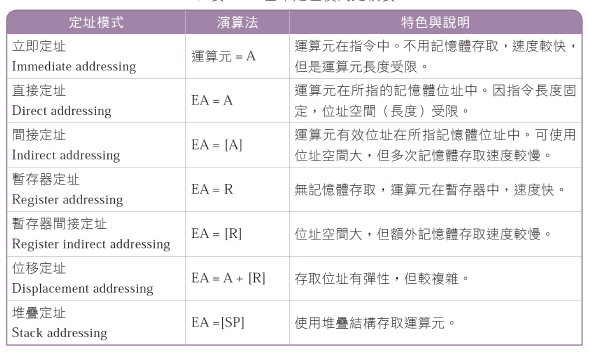 定址模式 演算法 特色與說明
立即定址 運算元 = A 運算元在指令中。不用記憶體存取,速度較快,
Immediate addressing 但是運算元長度受限。
直接定址 EA = A 運算元在所指的記憶體位址中。因指令長度固
Direct addressing 定,位址空間(長度)受限。
間接定址 EA = [A] 運算元有效位址在所指記憶體位址中。可使用
Indirect addressing 位址空間大,但多次記憶體存取速度較慢。
暫存器定址 EA = R 無記憶體存取,運算元在暫存器中,速度快。
Register addressing
暫存器間接定址 EA = [R] 位址空間大,但額外記憶體存取速度較慢。
Register indirect addressing
位移定址 EA = A + [R] 存取位址有彈性,但較複雜。
Displacement addressing
堆疊定址 EA =[SP] 使用堆疊結構存取運算元。
Stack addressing